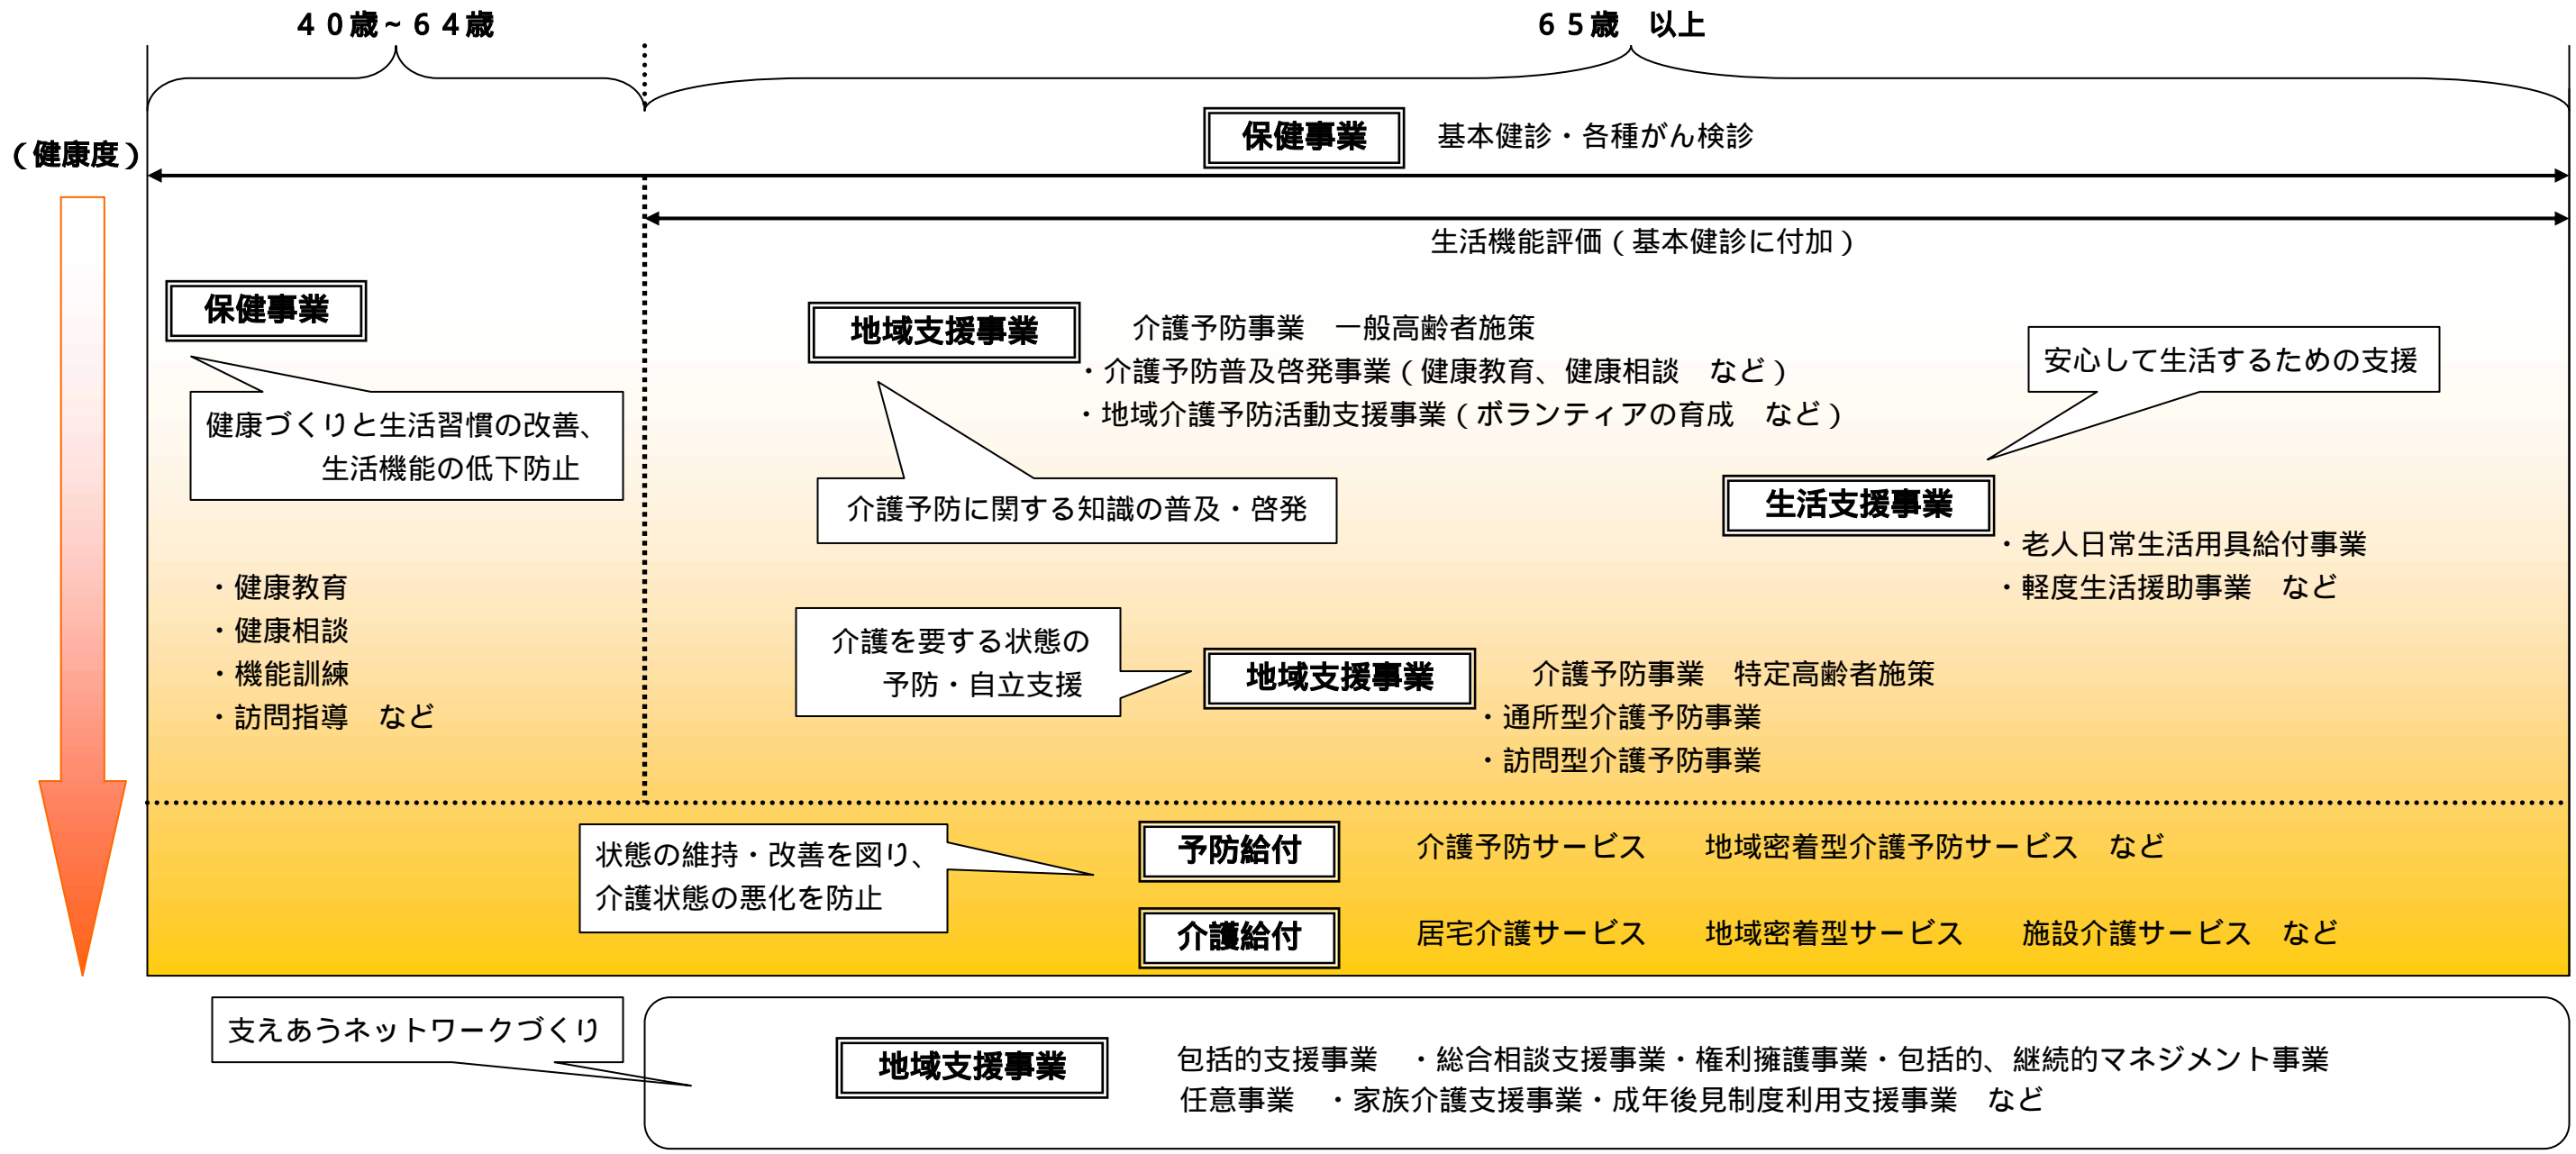 ４０歳~６４歳
６５歳　以上
（健康度）
保健事業　基本健診・各種がん検診
生活機能評価（基本健診に付加）
保健事業
健康づくりと生活習慣の改善、
生活機能の低下防止
・健康教育
・健康相談
・機能訓練
・訪問指導　など
地域支援事業　介護予防事業　一般高齢者施策
・介護予防普及啓発事業（健康教育、健康相談　など）
・地域介護予防活動支援事業（ボランティアの育成　など）
介護予防に関する知識の普及・啓発
安心して生活するための支援
生活支援事業
・老人日常生活用具給付事業
・軽度生活援助事業　など
介護を要する状態の
予防・自立支援
地域支援事業　介護予防事業　特定高齢者施策
・通所型介護予防事業
・訪問型介護予防事業
状態の維持・改善を図り、
介護状態の悪化を防止
予防給付　介護予防サービス　地域密着型介護予防サービス　など
介護給付　居宅介護サービス　地域密着型サービス　施設介護サービス　など
支えあうネットワークづくり
地域支援事業
包括的支援事業　・総合相談支援事業・権利擁護事業・包括的、継続的マネジメント事業
任意事業　・家族介護支援事業・成年後見制度利用支援事業　など